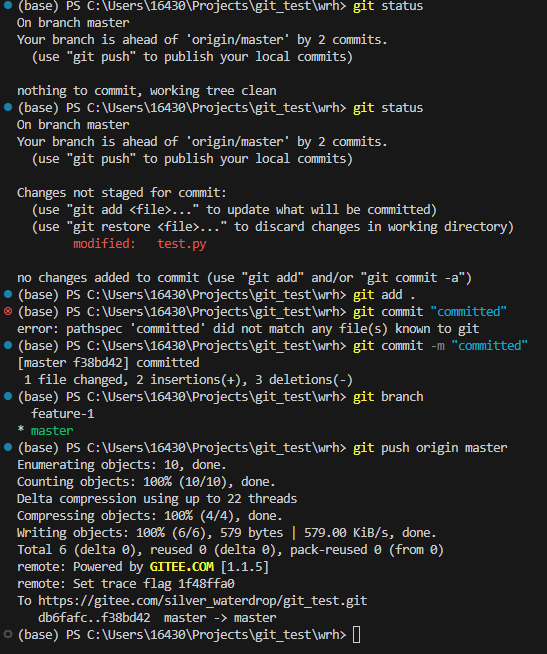 (base) PS C:\Users\16430\Projects\git_test\wrh> git status
On branch master
Your branch is ahead of 'origin/master' by 2 commits.
  (use "git push" to publish your local commits)

nothing to commit, working tree clean
(base) PS C:\Users\16430\Projects\git_test\wrh> git status
On branch master
Your branch is ahead of 'origin/master' by 2 commits.
  (use "git push" to publish your local commits)

Changes not staged for commit:
  (use "git add <file>..." to update what will be committed)
  (use "git restore <file>..." to discard changes in working directory)
        modified:   test.py

no changes added to commit (use "git add" and/or "git commit -a")
(base) PS C:\Users\16430\Projects\git_test\wrh> git add .
(base) PS C:\Users\16430\Projects\git_test\wrh> git commit "committed"
error: pathspec 'committed' did not match any file(s) known to git
(base) PS C:\Users\16430\Projects\git_test\wrh> git commit -m "committed"
[master f38bd42] committed
 1 file changed, 2 insertions(+), 3 deletions(-)
(base) PS C:\Users\16430\Projects\git_test\wrh> git branch
  feature-1
* master
(base) PS C:\Users\16430\Projects\git_test\wrh> git push origin master
Enumerating objects: 10, done.
Counting objects: 100% (10/10), done.
Delta compression using up to 22 threads
Compressing objects: 100% (4/4), done.
Writing objects: 100% (6/6), 579 bytes | 579.00 KiB/s, done.
Total 6 (delta 0), reused 0 (delta 0), pack-reused 0 (from 0)
remote: Powered by GITEE.COM [1.1.5]
remote: Set trace flag 1f48ffa0
To https://gitee.com/silver_waterdrop/git_test.git
   db6fafc..f38bd42  master -> master
(base) PS C:\Users\16430\Projects\git_test\wrh>